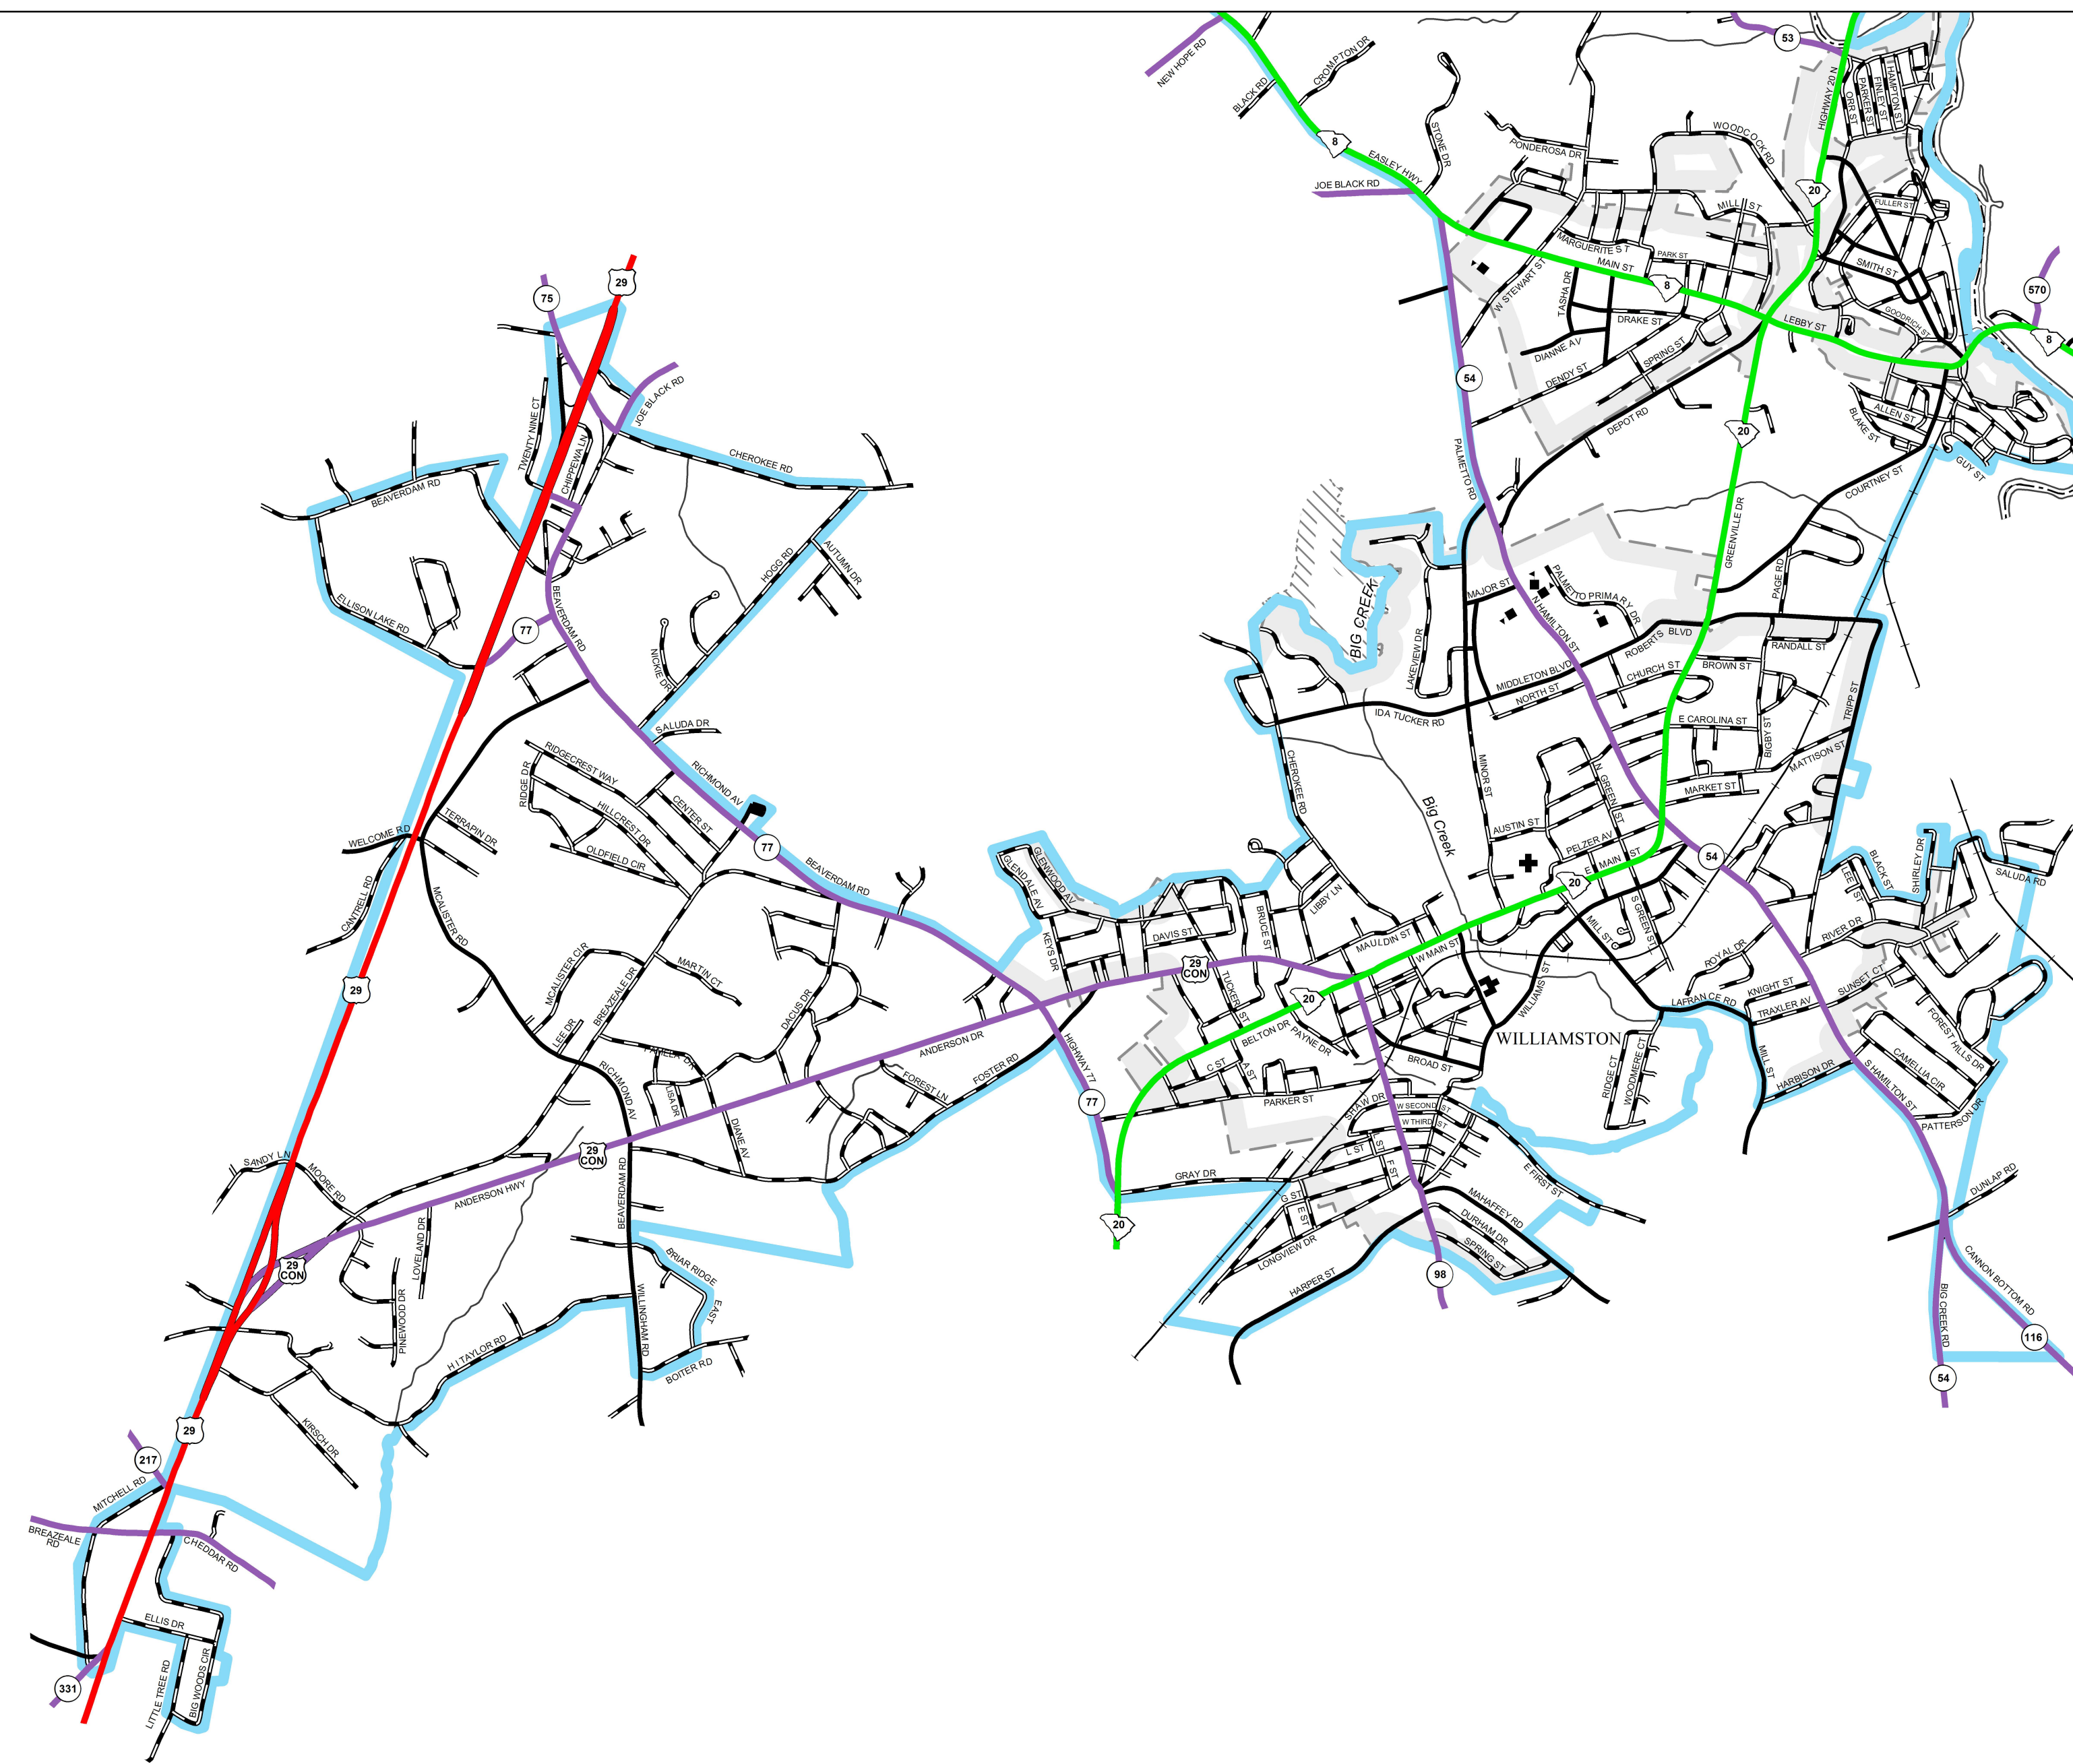 NEW HOPE RD
BLACK RD
CROMPTON DR
8
EASLEY HWY
STONE DR
JOE BLACK RD
PONDEROSA DR
WOODCOCK RD
53
HIGHWAY 20 N
ORR ST
PARKER ST
FINLEY ST
HAMPTON ST
20
FULLER ST
MILL ST
MARGUERITE S T
MAIN ST
PARK ST
8
SMITH ST
570
W STEWART ST
TASHA DR
DRAKE ST
DIANNE AV
LEBBY ST
GOODRICH ST
8
SPRING ST
DENDY ST
54
DEPOT RD
20
ALLEN ST
BLAKE ST
GUY ST
COURTNEY ST
PALMETTO RD
GREENVILLE DR
75
29
JOE BLACK RD
TWENTY NINE CT
CHIPPEWA LN
CHEROKEE RD
BEAVERDAM RD
HOGG RD
AUTUMN DR
ELLISON LAKE RD
77
BEAVERDAM RD
NICKIE DR
SALUDA DR
RIDGECREST WAY
RIDGE DR
HILLCREST DR
CENTER ST
OLDFIELD CIR
RICHMOND AV
77
BEAVERDAM RD
WELCOME RD
TERRAPIN DR
CANTRELL RD
MCALISTER RD
29
MCALISTER CIR
MARTIN CT
BREAZEALE DR
LEE DR
DACUS DR
PAMELA DR
RICHMOND AV
LISA DR
DIANE AV
ANDERSON DR
FOREST LN
FOSTER RD
HIGHWAY 77
77
BIG CREEK
LAKEVIEW DR
MAJOR ST
PALMETTO PRIMARY DR
N HAMILTON ST
PAGE RD
ROBERTS BLVD
RANDALL ST
MIDDLETON BLVD
NORTH ST
CHURCH ST
BROWN ST
IDA TUCKER RD
E CAROLINA ST
BIGBY ST
TRIPP ST
MATTISON ST
CHEROKEE RD
MINOR ST
N GREEN ST
MARKET ST
Big Creek
AUSTIN ST
PELZER AV
E MAIN ST
54
20
GLENWOOD AV
GLENDALE AV
KEYS DR
DAVIS ST
BRUCE ST
LIBBY LN
MAULDIN ST
W MAIN ST
MILL ST
S GREEN ST
BLACK ST
LEE ST
SHIRLEY DR
SALUDA RD
RIVER DR
ROYAL DR
29
CON
TUCKER ST
20
BELTON DR
PAYNE DR
WILLIAMS ST
KNIGHT ST
SUNSET CT
LAFRANCE RD
TRAXLER AV
WILLIAMSTON
BROAD ST
C ST
A ST
PARKER ST
SHAW DR
W SECOND ST
W THIRD ST
L ST
I ST
F ST
G ST
E ST
RIDGE CT
WOODMERE CT
MILL ST
HARBISON DR
FOREST HILLS DR
CAMELLIA CIR
S HAMILTON ST
PATTERSON DR
GRAY DR
20
LONGVIEW DR
HARPER ST
MAHAFFEY RD
DURHAM DR
SPRING ST
E FIRST ST
98
DUNLAP RD
CANNON BOTTOM RD
BIG CREEK RD
116
54
29
CON
SANDY LN
MOORE RD
ANDERSON HWY
LOVELAND DR
PINEWOOD DR
29
CON
BEAVERDAM RD
BRIAR RIDGE
EAST
WILLINGHAM RD
BOITER RD
H I TAYLOR RD
KIRSCH DR
29
217
MITCHELL RD
BREAZEALE
RD
CHEDDAR RD
ELLIS DR
LITTLE TREE RD
BIG WOODS CIR
331